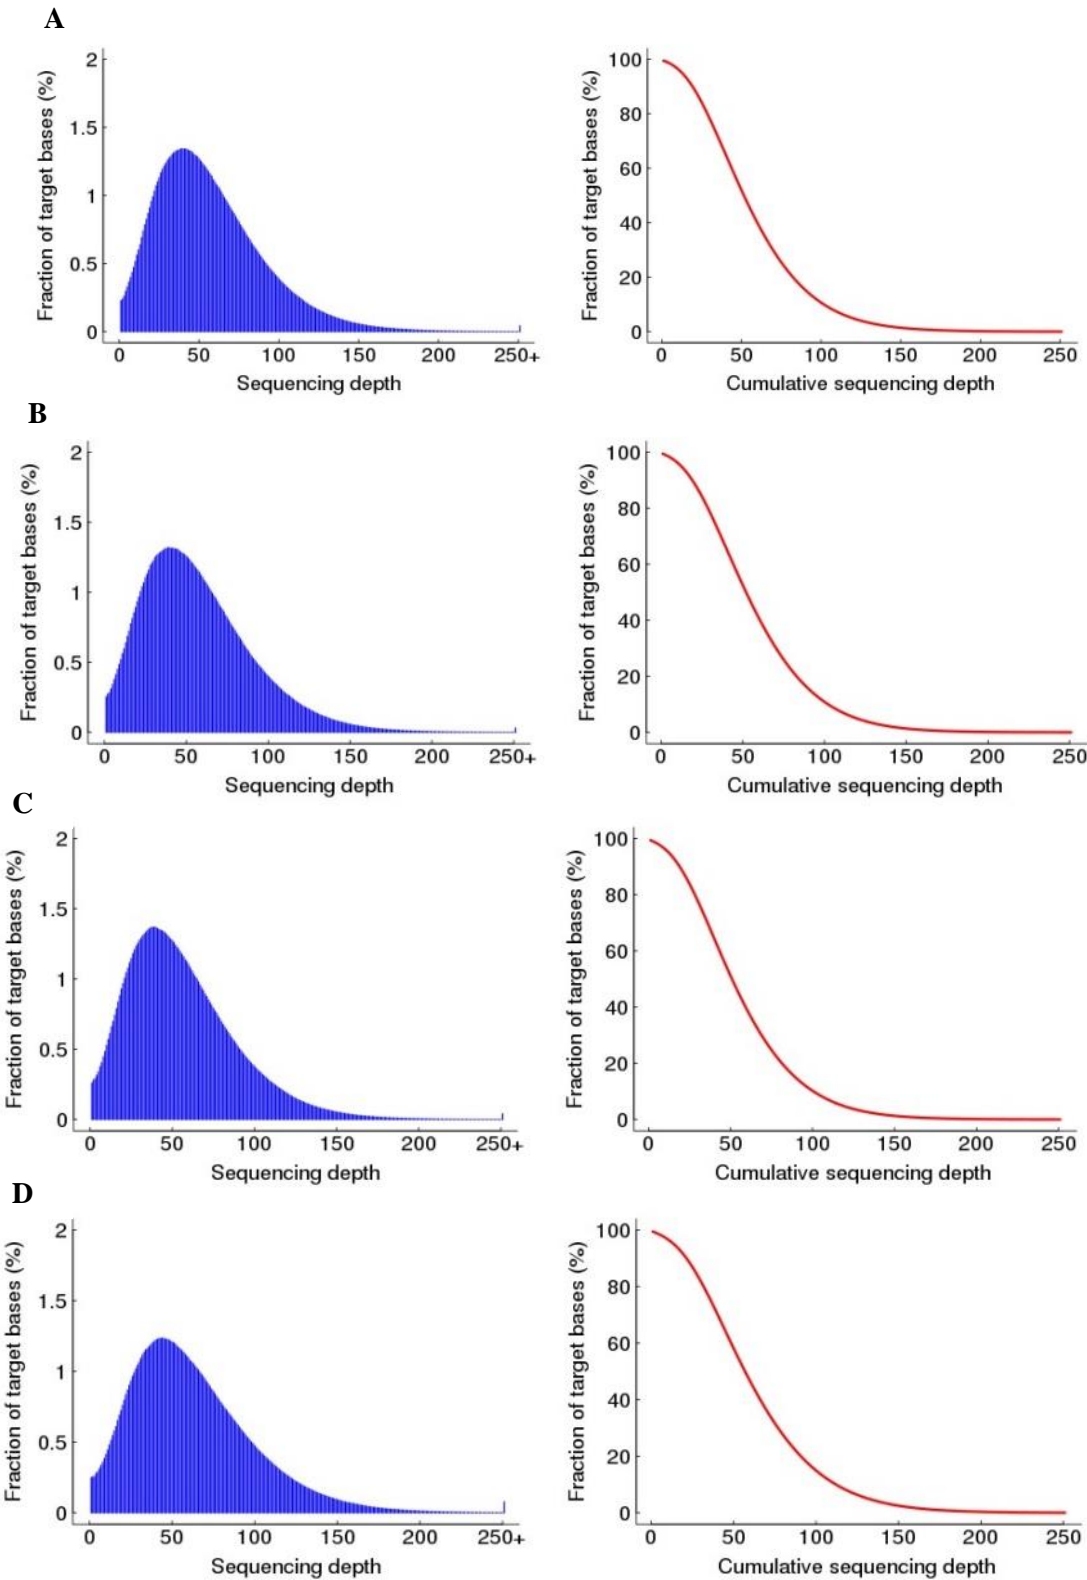 A
2
1.5
1
0.5
0
Fraction of target bases (%)
0 50 100 150 200 250+
Sequencing depth
100
80
60
40
20
0
Fraction of target bases (%)
0 50 100 150 200 250
Cumulative sequencing depth
B
2
1.5
1
0.5
0
Fraction of target bases (%)
0 50 100 150 200 250+
Sequencing depth
100
80
60
40
20
0
Fraction of target bases (%)
0 50 100 150 200 250
Cumulative sequencing depth
C
2
1.5
1
0.5
0
Fraction of target bases (%)
0 50 100 150 200 250+
Sequencing depth
100
80
60
40
20
0
Fraction of target bases (%)
0 50 100 150 200 250
Cumulative sequencing depth
D
2
1.5
1
0.5
0
Fraction of target bases (%)
0 50 100 150 200 250+
Sequencing depth
100
80
60
40
20
0
Fraction of target bases (%)
0 50 100 150 200 250
Cumulative sequencing depth